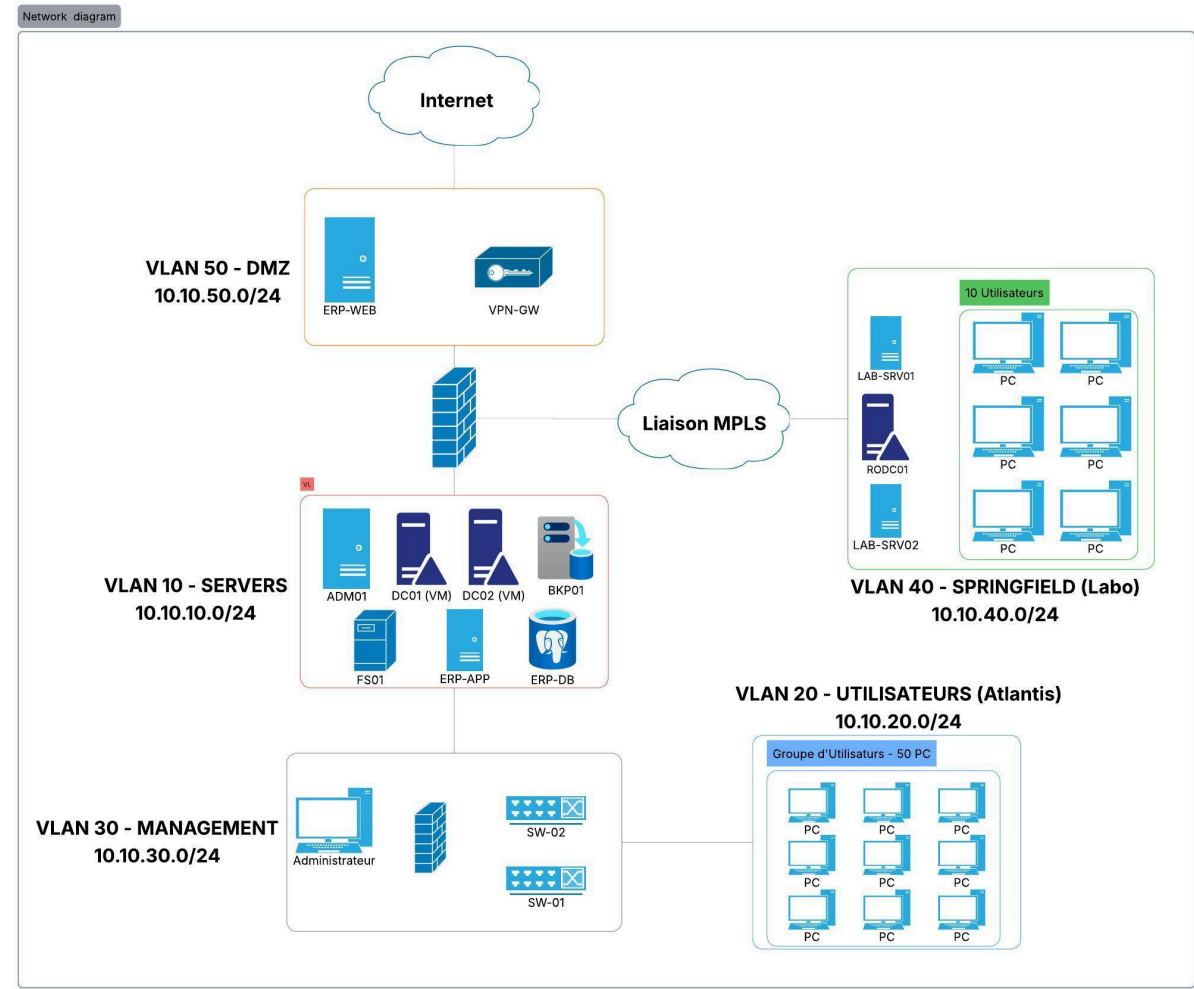 Network diagram
Internet
VLAN 50 - DMZ
10.10.50.0/24
ERP-WEB
VPN-GW
Liaison MPLS
10 Utilisateurs
LAB-SRV01
RODC01
LAB-SRV02
PC
PC
PC
PC
PC
PC
VLAN 40 - SPRINGFIELD (Labo)
10.10.40.0/24
VL
VLAN 10 - SERVERS
10.10.10.0/24
ADM01
DC01 (VM)
DC02 (VM)
BKP01
FS01
ERP-APP
ERP-DB
VLAN 20 - UTILISATEURS (Atlantis)
10.10.20.0/24
Groupe d'Utilisaturs - 50 PC
PC
PC
PC
PC
PC
PC
PC
PC
PC
VLAN 30 - MANAGEMENT
10.10.30.0/24
Administrateur
SW-02
SW-01